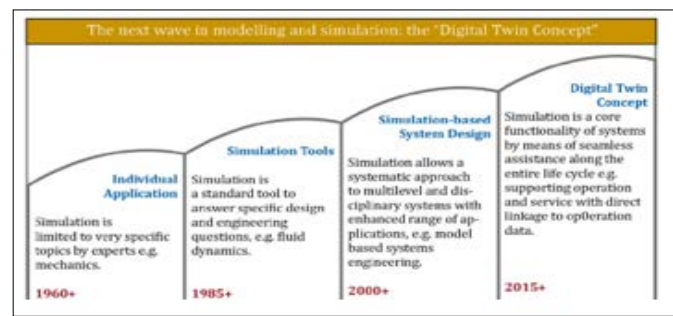 The next wave in modelling and simulation: the "Digital Twin Concept"
Individual
Application
Simulation is
limited to very specific
topics by experts e.g.
mechanics.
1960+
Simulation Tools
Simulation is
a standard tool to
answer specific design
and engineering
questions, e.g. fluid
dynamics.
1985+
Simulation-based
System Design
Simulation allows a
systematic approach
to multilevel and dis-
ciplinary systems with
enhanced range of ap-
plications, e.g. model
based systems
engineering.
2000+
Digital Twin
Concept
Simulation is a core
functionality of systems
by means of seamless
assistance along the
entire life cycle e.g.
supporting operation
and service with direct
linkage to op0eration
data.
2015+